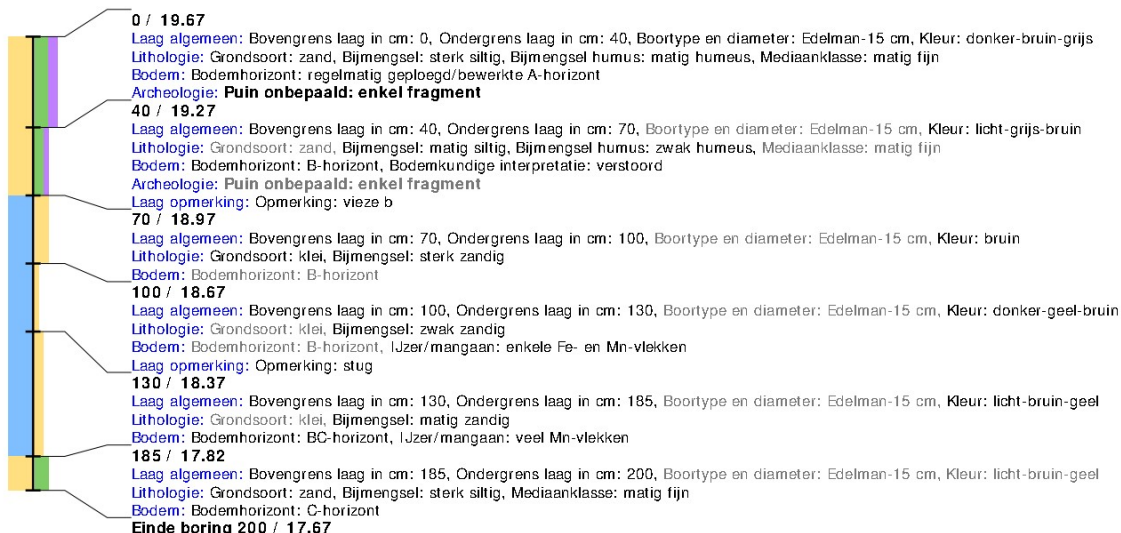 0 / 19.67
Laag algemeen: Bovengrens laag in cm: 0, Ondergrens laag in cm: 40, Boortype en diameter: Edelman-15 cm, Kleur: donker-bruin-grijs
Lithologie: Grondsoort: zand, Bijmengsel: sterk siltig, Bijmengsel humus: matig humeus, Mediaanklasse: matig fijn
Bodem: Bodemhorizont: regelmatig geploegd/bewerkte A-horizont
Archeologie: Puin onbepaald: enkel fragment
40 / 19.27
Laag algemeen: Bovengrens laag in cm: 40, Ondergrens laag in cm: 70, Boortype en diameter: Edelman-15 cm, Kleur: licht-grijs-bruin
Lithologie: Grondsoort: zand, Bijmengsel: matig siltig, Bijmengsel humus: zwak humeus, Mediaanklasse: matig fijn
Bodem: Bodemhorizont: B-horizont, Bodemkundige interpretatie: verstoord
Archeologie: Puin onbepaald: enkel fragment
Laag opmerking: Opmerking: vieze b
70 / 18.97
Laag algemeen: Bovengrens laag in cm: 70, Ondergrens laag in cm: 100, Boortype en diameter: Edelman-15 cm, Kleur: bruin
Lithologie: Grondsoort: klei, Bijmengsel: sterk zandig
Bodem: Bodemhorizont: B-horizont
100 / 18.67
Laag algemeen: Bovengrens laag in cm: 100, Ondergrens laag in cm: 130, Boortype en diameter: Edelman-15 cm, Kleur: donker-geel-bruin
Lithologie: Grondsoort: klei, Bijmengsel: zwak zandig
Bodem: Bodemhorizont: B-horizont, IJzer/mangaan: enkele Fe- en Mn-vlekken
Laag opmerking: Opmerking: stug
130 / 18.37
Laag algemeen: Bovengrens laag in cm: 130, Ondergrens laag in cm: 185, Boortype en diameter: Edelman-15 cm, Kleur: licht-bruin-geel
Lithologie: Grondsoort: klei, Bijmengsel: matig zandig
Bodem: Bodemhorizont: BC-horizont, IJzer/mangaan: veel Mn-vlekken
185 / 17.82
Laag algemeen: Bovengrens laag in cm: 185, Ondergrens laag in cm: 200, Boortype en diameter: Edelman-15 cm, Kleur: licht-bruin-geel
Lithologie: Grondsoort: zand, Bijmengsel: sterk siltig, Mediaanklasse: matig fijn
Bodem: Bodemhorizont: C-horizont
Einde boring 200 / 17.67